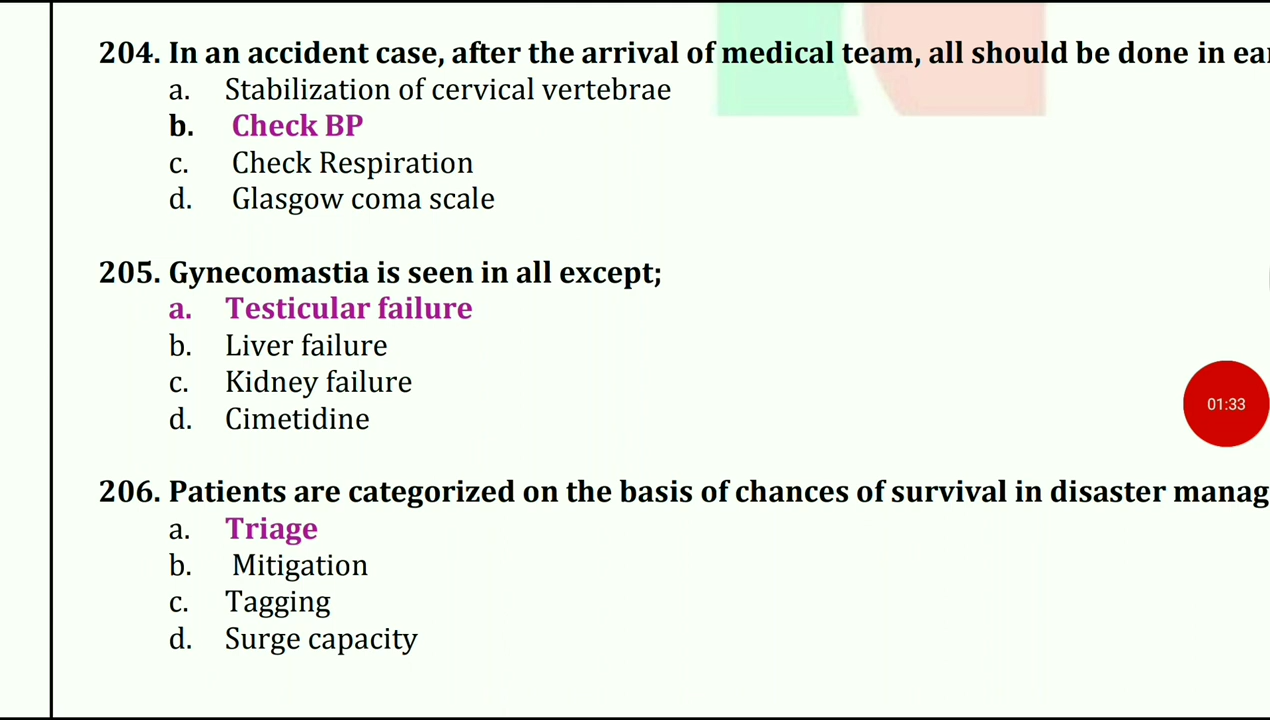 204. In an accident case, after the arrival of medical team, all should be done in
a. Stabilization of cervical vertebrae
b. Check BP
c. Check Respiration
d. Glasgow coma scale
205. Gynecomastia is seen in all except;
a. Testicular failure
b. Liver failure
c. Kidney failure
d. Cimetidine
01:33
206. Patients are categorized on the basis of chances of survival in disaster
a. Triage
b. Mitigation
c. Tagging
d. Surge capacity